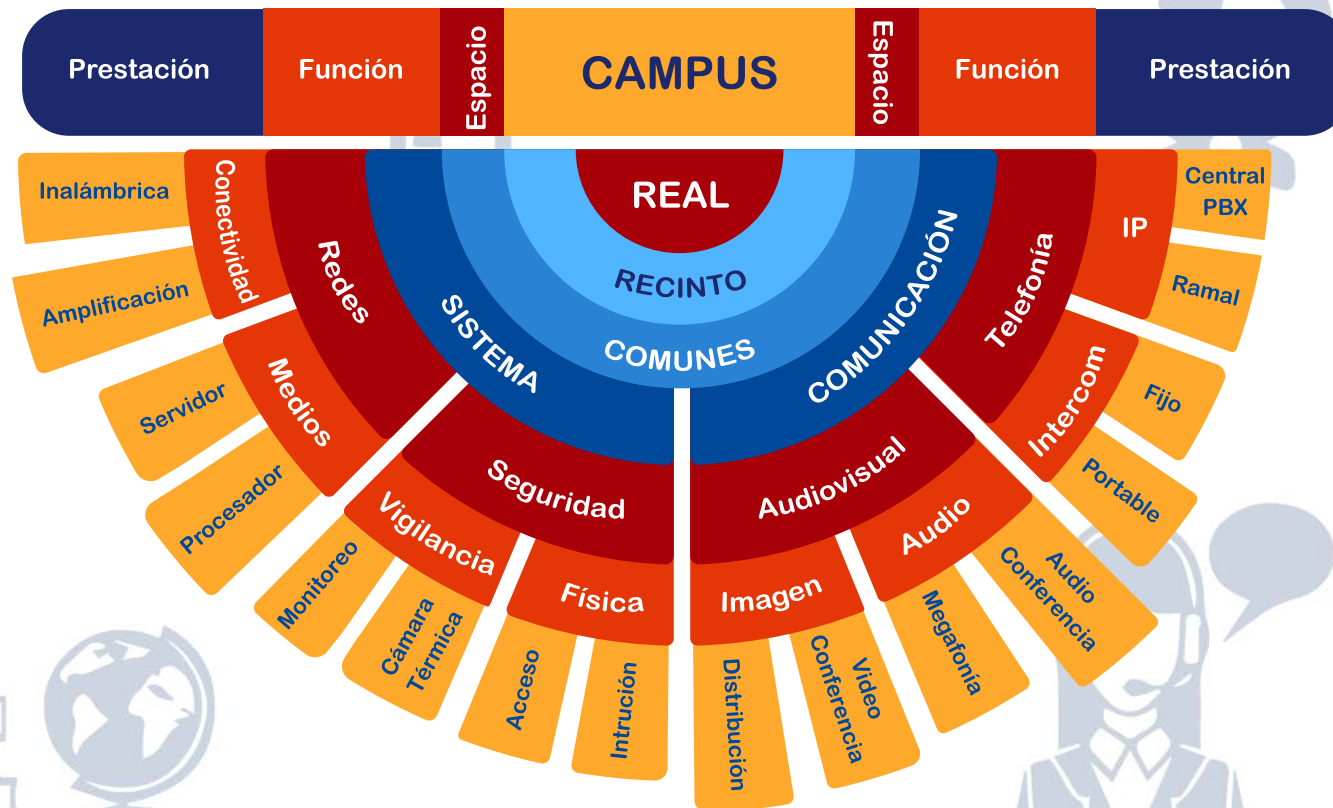 Prestación
Función
Espacio
CAMPUS
Espacio
Función
Prestación
REAL
RECINTO
COMUNES
SISTEMA
COMUNICACIÓN
Redes
Conectividad
Inalámbrica
Amplificación
Medios
Servidor
Procesador
Seguridad
Vigilancia
Monitoreo
Cámara
Térmica
Física
Acceso
Intrución
Audiovisual
Imagen
Distribución
Video
Conferencia
Audio
Megafonía
Audio
Conferencia
Telefonía
Intercom
Portable
Fijo
IP
Ramal
Central
PBX